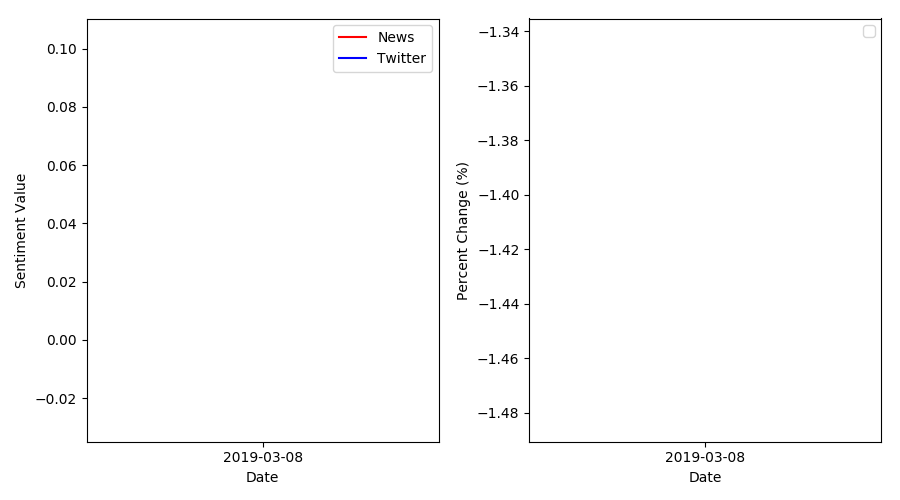 0.10
0.08
0.06
0.04
0.02
0.00
−0.02
Sentiment Value
News
Twitter
2019-03-08
Date
−1.34
−1.36
−1.38
−1.40
−1.42
−1.44
−1.46
−1.48
Percent Change (%)
2019-03-08
Date